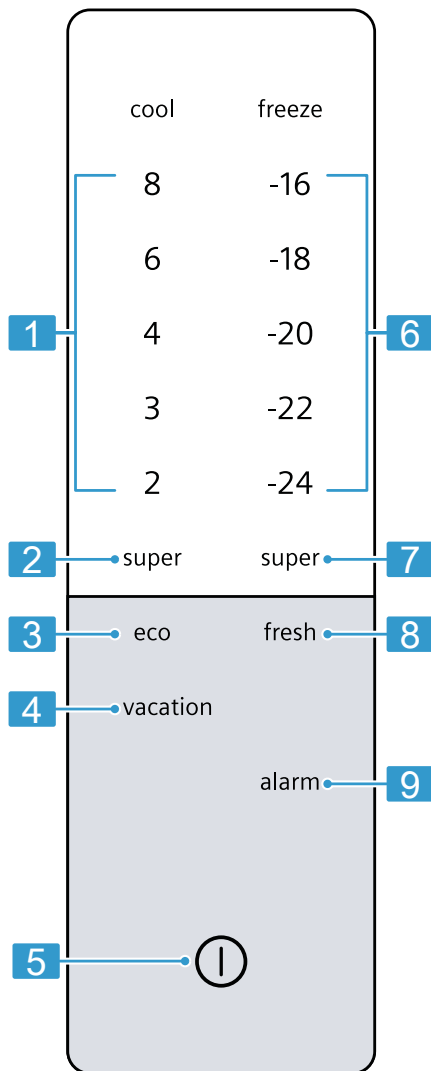 cool freeze
8 -16
6 -18
1 4 -20 6
3 -22
2 -24
2 super super 7
3 eco fresh 8
4 vacation
alarm 9
5